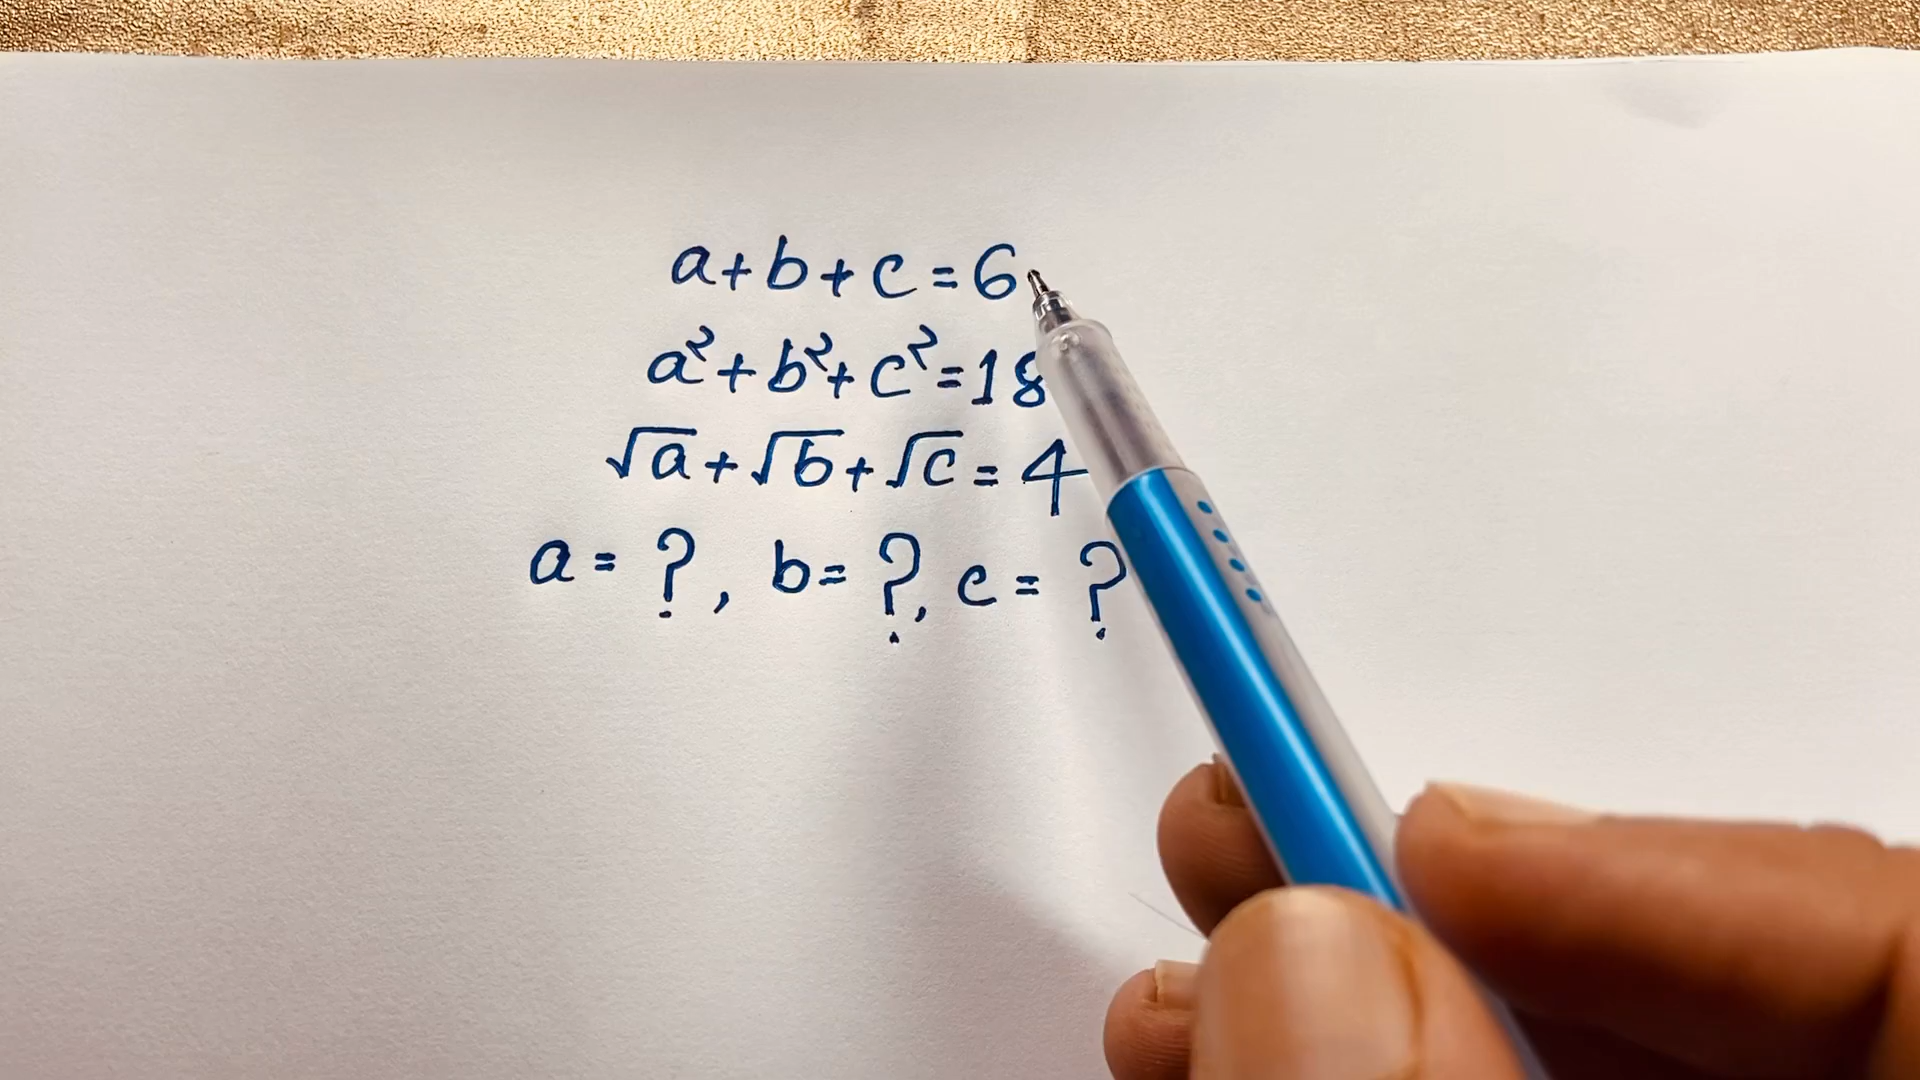 a+b+c=6
a²+b²+c²=18
√a+√b+√c=4
a=?, b=?, c=?